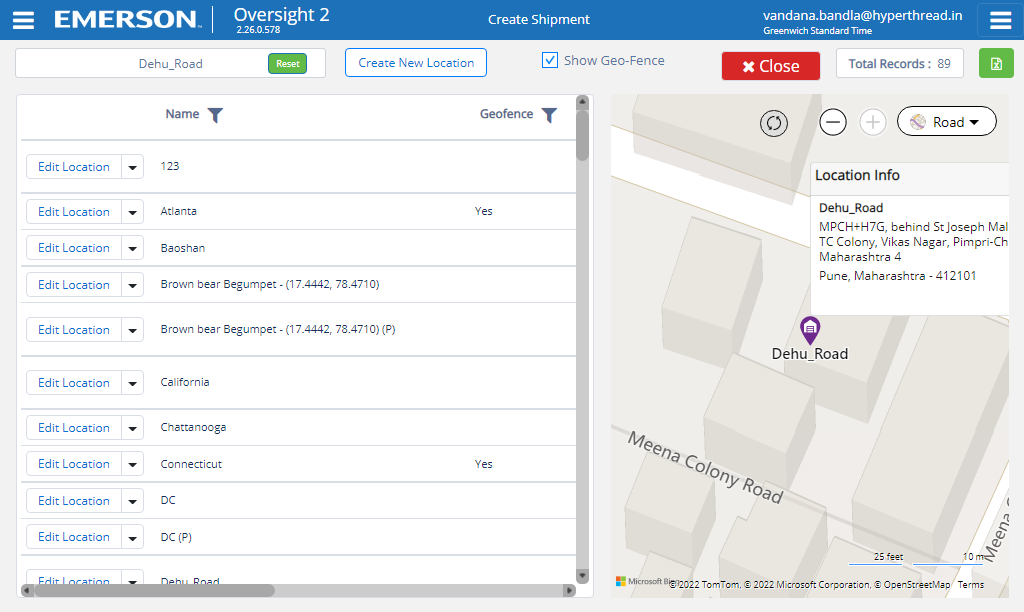 EMERSON
Oversight 2
2.26.0.578
Create Shipment
vandana.bandla@hyperthread.in
Greenwich Standard Time
Dehu_Road
Reset
Create New Location
Show Geo-Fence
Close
Total Records : 89
Name
Geofence
Edit Location
123
Edit Location
Atlanta
Yes
Edit Location
Baoshan
Edit Location
Brown bear Begumpet - (17.4442, 78.4710)
Edit Location
Brown bear Begumpet - (17.4442, 78.4710) (P)
Edit Location
California
Edit Location
Chattanooga
Edit Location
Connecticut
Yes
Edit Location
DC
Edit Location
DC (P)
Edit Location
Dehu_Road
Road
Location Info
Dehu_Road
MPCH+H7G, behind St Joseph Mal
TC Colony, Vikas Nagar, Pimpri-Ch
Maharashtra 4
Pune, Maharashtra - 412101
Dehu_Road
Meena Colony Road
Meena
25 feet
10 m
Microsoft Bi
© 2022 TomTom, © 2022 Microsoft Corporation, © OpenStreetMap
Terms